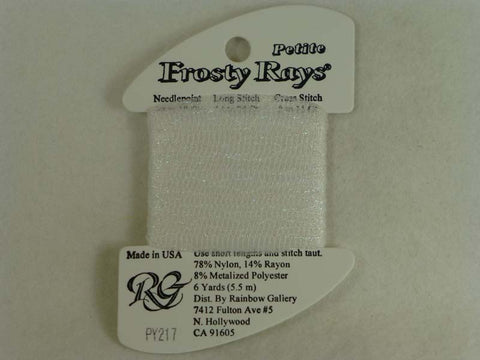 Petite
Frosty Rays®
Needlepoint Long Stitch Cross Stitch
Made in USA
Use short lengths and stitch taut.
78% Nylon, 14% Rayon
8% Metalized Polyester
6 Yards (5.5 m)
Dist. By Rainbow Gallery
7412 Fulton Ave #5
N. Hollywood
CA 91605
RG
PY217